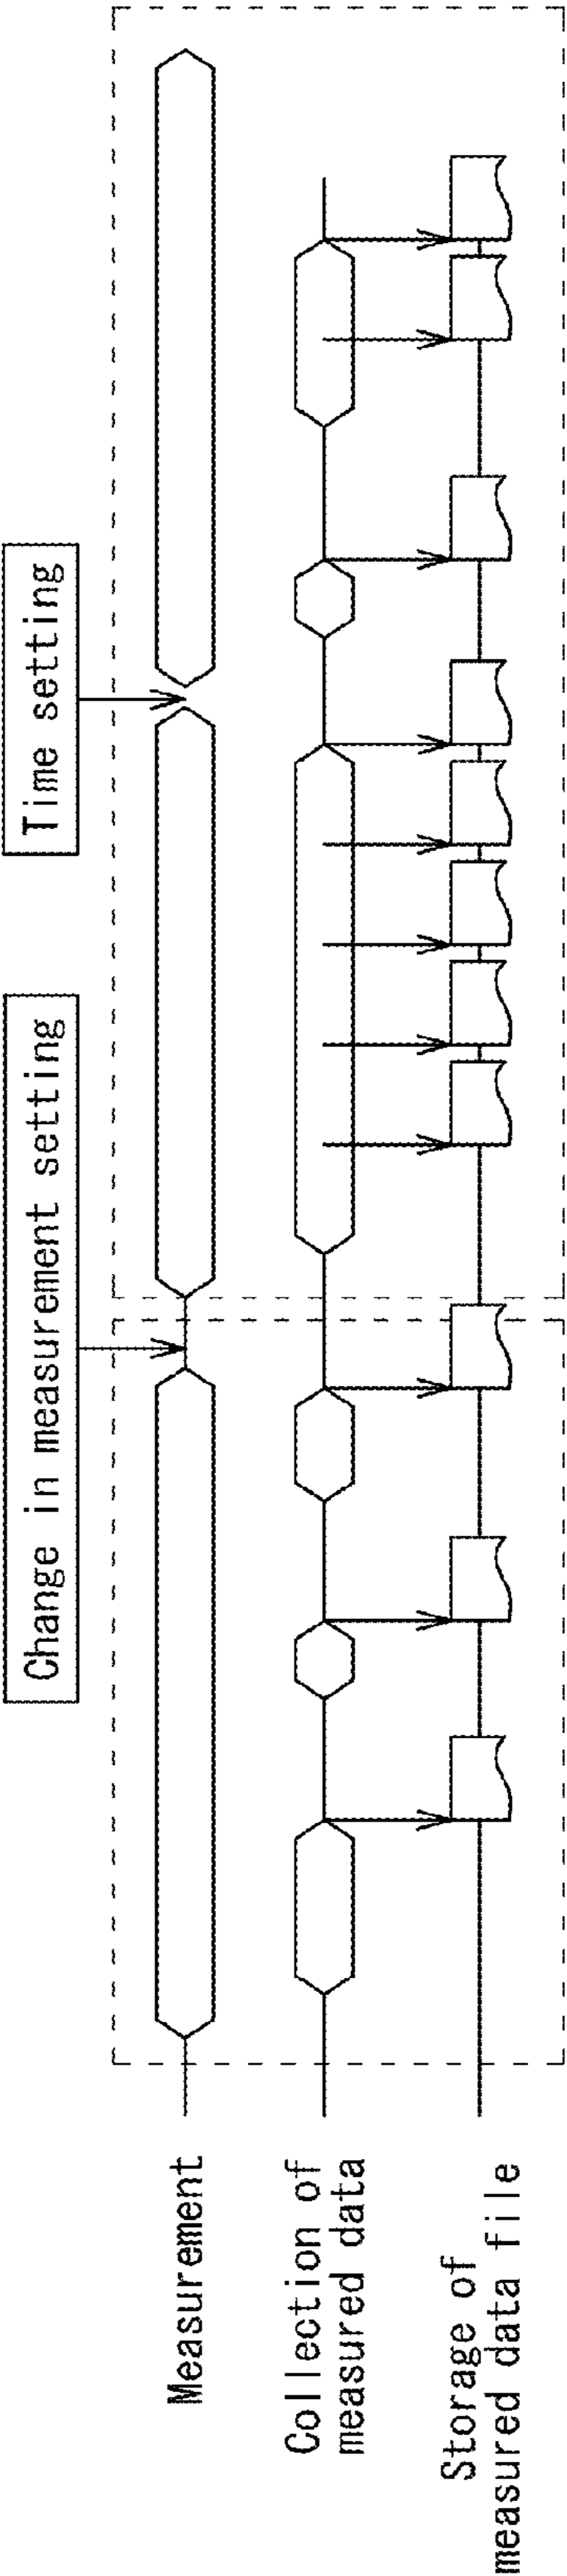 Change in measurement setting
Time setting
Measurement
Collection of
measured data
Storage of
measured data file